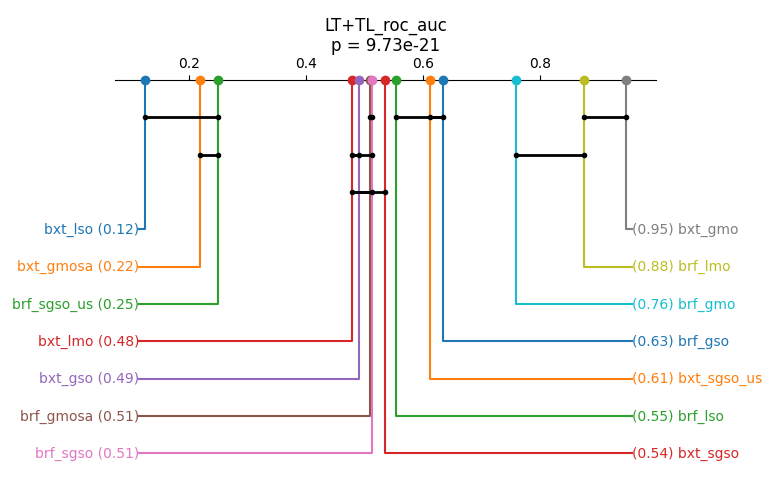 LT+TL_roc_auc
p = 9.73e-21
0.2 0.4 0.6 0.8
bxt_lso (0.12)
(0.95) bxt_gmo
bxt_gmosa (0.22)
(0.88) brf_lmo
brf_sgso_us (0.25)
(0.76) brf_gmo
bxt_lmo (0.48)
(0.63) brf_gso
bxt_gso (0.49)
(0.61) bxt_sgso_us
brf_gmosa (0.51)
(0.55) brf_lso
brf_sgso (0.51)
(0.54) bxt_sgso